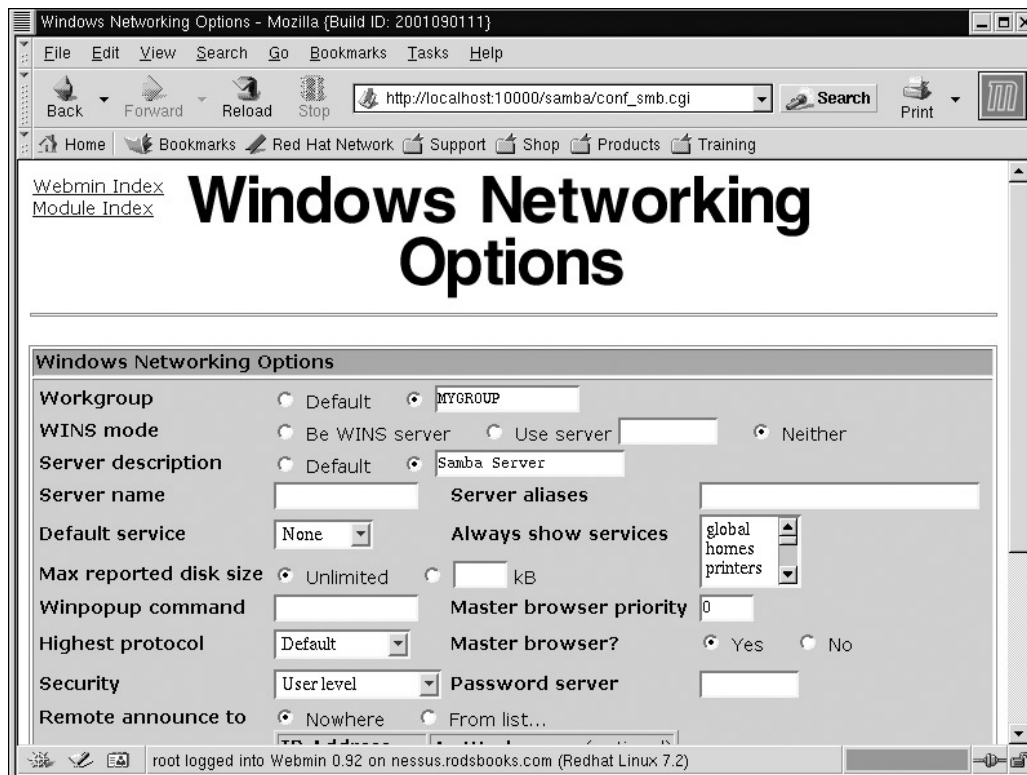 Windows Networking Options - Mozilla {Build ID: 2001090111}
File Edit View Search Go Bookmarks Tasks Help
Back Forward Reload Stop http://localhost:10000/samba/conf_smb.cgi Search Print
Home Bookmarks Red Hat Network Support Shop Products Training
Webmin Index
Module Index
Windows Networking
Options
Windows Networking Options
Workgroup Default MYGROUP
WINS mode Be WINS server Use server Neither
Server description Default Samba Server
Server name Server aliases
Default service None Always show services global
homes
printers
Max reported disk size Unlimited kB
Winpopup command Master browser priority 0
Highest protocol Default Master browser? Yes No
Security User level Password server
Remote announce to Nowhere From list...
root logged into Webmin 0.92 on nessus.rodsbooks.com (Redhat Linux 7.2)